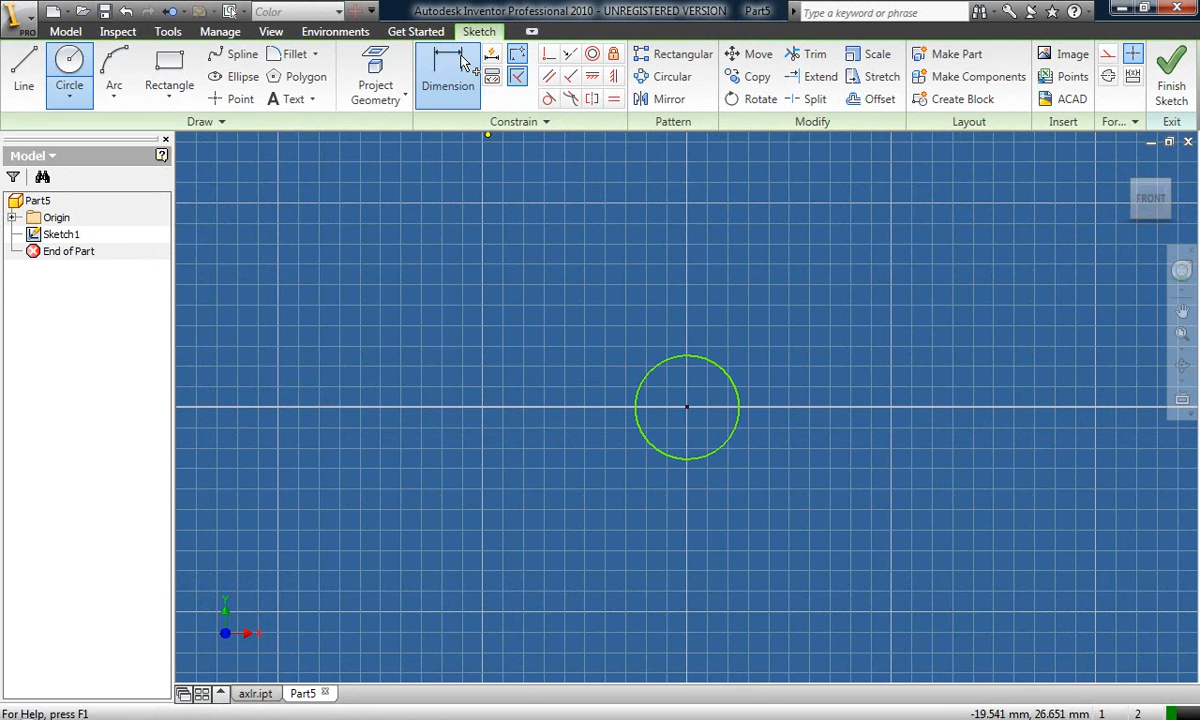 Color
Autodesk Inventor Professional 2010 - UNREGISTERED VERSION Part5
Type a keyword or phrase
PRO
Model Inspect Tools Manage View Environments Get Started Sketch
Line Circle Arc Rectangle
Spline Fillet
Ellipse Polygon
Point Text
Project Geometry
Dimension
Rectangular
Circular
Mirror
Move Trim Scale
Copy Extend Stretch
Rotate Split Offset
Make Part
Make Components
Create Block
Image
Points
ACAD
Finish Sketch
Draw Constrain Pattern Modify Layout Insert For... Exit
Model
Part5
Origin
Sketch1
End of Part
FRONT
Y
X
axlr.ipt Part5
For Help, press F1
-19.541 mm, 26.651 mm 1 2